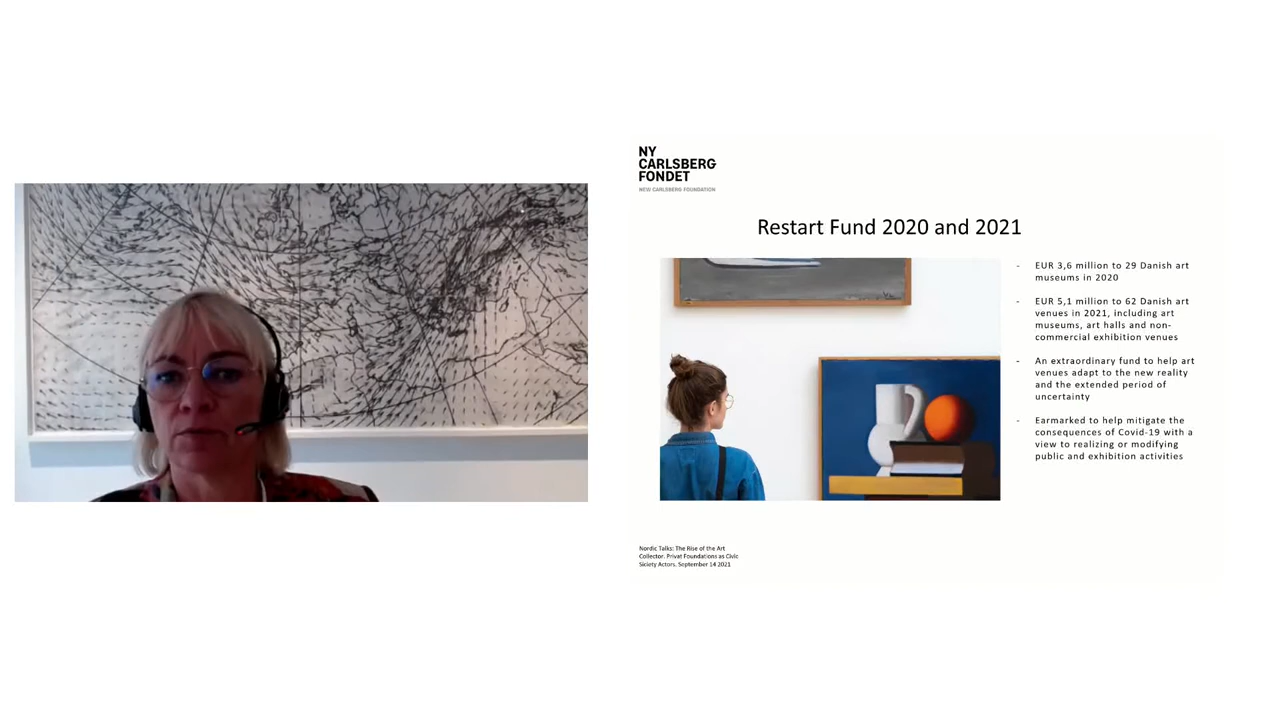 NY
CARLSBERG
FONDET
NEW CARLSBERG FOUNDATION
Restart Fund 2020 and 2021
- EUR 3,6 million to 29 Danish art
museums in 2020
- EUR 5,1 million to 62 Danish art
venues in 2021, including art
museums, art halls and non-
commercial exhibition venues
- An extraordinary fund to help art
venues adapt to the new reality
and the extended period of
uncertainty
- Earmarked to help mitigate the
consequences of Covid-19 with a
view to realizing or modifying
public and exhibition activities
Nordic Talks: The Rise of the Art
Collector. Privat Foundations as Civic
Siciety Actors. September 14 2021